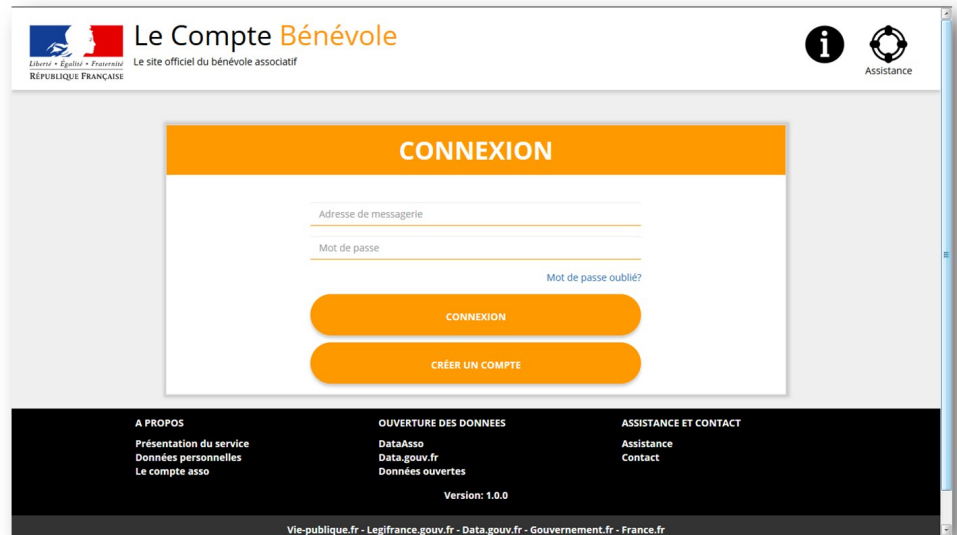 Le Compte Bénévole
Le site officiel du bénévole associatif
Liberté • Égalité • Fraternité
RÉPUBLIQUE FRANÇAISE
Assistance
CONNEXION
Adresse de messagerie
Mot de passe
Mot de passe oublié?
CONNEXION
CRÉER UN COMPTE
A PROPOS
Présentation du service
Données personnelles
Le compte asso
OUVERTURE DES DONNEES
DataAsso
Data.gouv.fr
Données ouvertes
ASSISTANCE ET CONTACT
Assistance
Contact
Version: 1.0.0
Vie-publique.fr - Legifrance.gouv.fr - Data.gouv.fr - Gouvernement.fr - France.fr